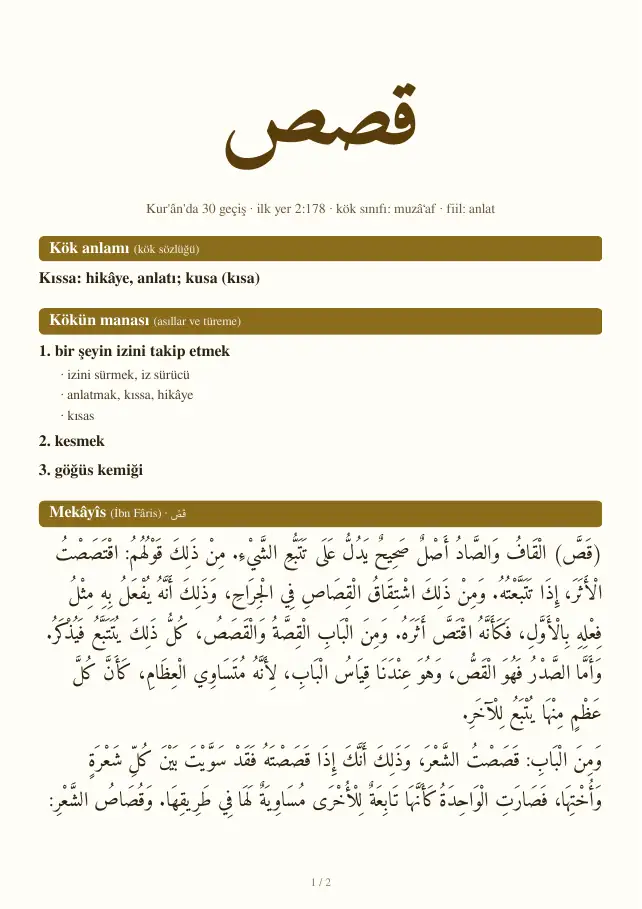 قصص
Kur'ân'da 30 geçiş · ilk yer 2:178 · kök sınıfı: muzâ‘af · fiil: anlat
Kök anlamı (kök sözlüğü)
Kıssa: hikâye, anlatı; kusa (kısa)
Kökün manası (asıllar ve türeme)
1. bir şeyin izini takip etmek
· izini sürmek, iz sürücü
· anlatmak, kıssa, hikâye
· kısas
2. kesmek
3. göğüs kemiği
Mekâyîs (İbn Fâris) · قصّ
(قَصَّ) الْقَافُ وَالصَّادُ أَصْلٌ صَحِيحٌ يَدُلُّ عَلَى تَتَبُّعِ الشَّيْءِ. مِنْ ذَلِكَ قَوْلُهُمُ: اقْتَصَصْتُ
الْأَثَرَ، إِذَا تَتَبَّعْتُهُ. وَمِنْ ذَلِكَ اشْتِقَاقُ الْقِصَاصِ فِي الْجِرَاحِ، وَذَلِكَ أَنَّهُ يُفْعَلُ بِهِ مِثْلُ
فِعْلِهِ بِالْأَوَّلِ، فَكَأَنَّهُ اقْتَصَّ أَثَرَهُ. وَمِنَ الْبَابِ الْقِصَّةُ وَالْقَصَصُ، كُلُّ ذَلِكَ يُتَتَبَّعُ فَيُذْكَرُ.
وَأَمَّا الصَّدْرُ فَهُوَ الْقَصُّ، وَهُوَ عِنْدَنَا قِيَاسُ الْبَابِ، لِأَنَّهُ مُتَسَاوِي الْعِظَامِ، كَأَنَّ كُلَّ
عَظْمٍ مِنْهَا يُتْبَعُ لِلْآخَرِ.
وَمِنَ الْبَابِ: قَصَصْتُ الشَّعْرَ، وَذَلِكَ أَنَّكَ إِذَا قَصَصْتَهُ فَقَدْ سَوَّيْتَ بَيْنَ كُلِّ شَعْرَةٍ
وَأُخْتِهَا، فَصَارَتِ الْوَاحِدَةُ كَأَنَّهَا تَابِعَةٌ لِلْأُخْرَى مُسَاوِيَةٌ لَهَا فِي طَرِيقِهَا. وَقُصَاصُ الشَّعْرِ:
1 / 2